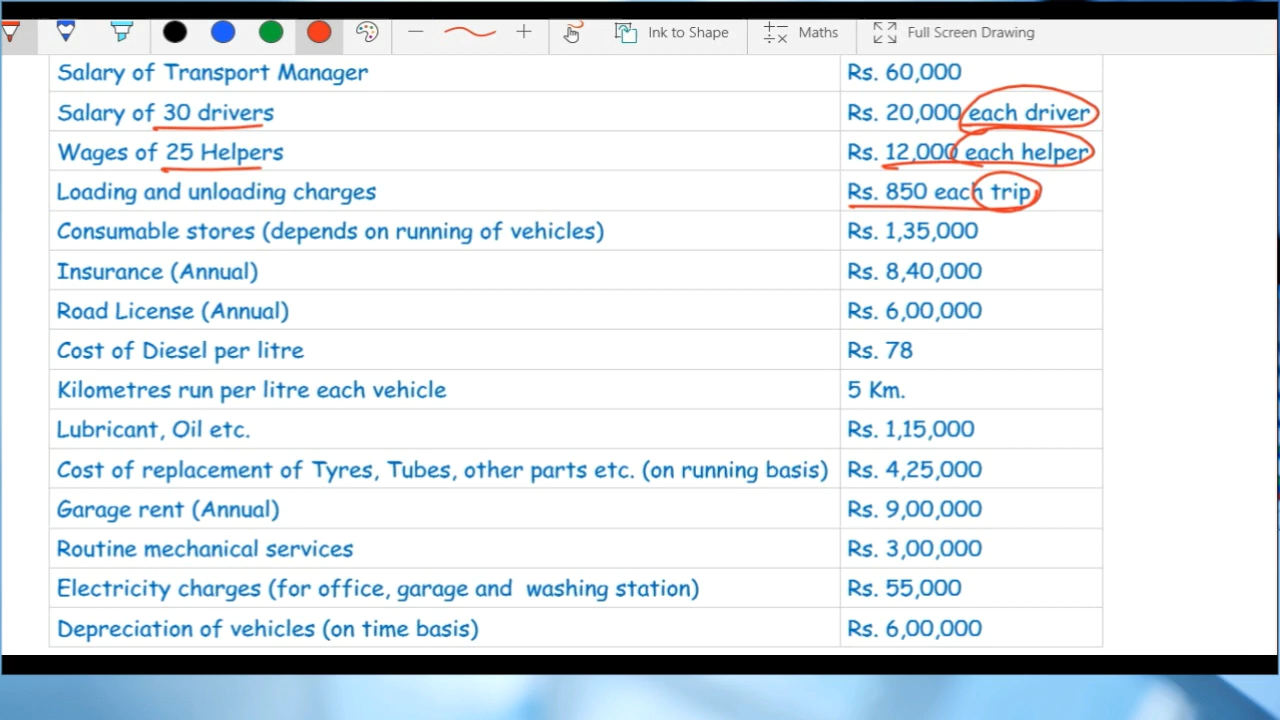 Ink to Shape Maths Full Screen Drawing
Salary of Transport Manager Rs. 60,000
Salary of 30 drivers Rs. 20,000 each driver
Wages of 25 Helpers Rs. 12,000 each helper
Loading and unloading charges Rs. 850 each trip
Consumable stores (depends on running of vehicles) Rs. 1,35,000
Insurance (Annual) Rs. 8,40,000
Road License (Annual) Rs. 6,00,000
Cost of Diesel per litre Rs. 78
Kilometres run per litre each vehicle 5 Km.
Lubricant, Oil etc. Rs. 1,15,000
Cost of replacement of Tyres, Tubes, other parts etc. (on running basis) Rs. 4,25,000
Garage rent (Annual) Rs. 9,00,000
Routine mechanical services Rs. 3,00,000
Electricity charges (for office, garage and washing station) Rs. 55,000
Depreciation of vehicles (on time basis) Rs. 6,00,000